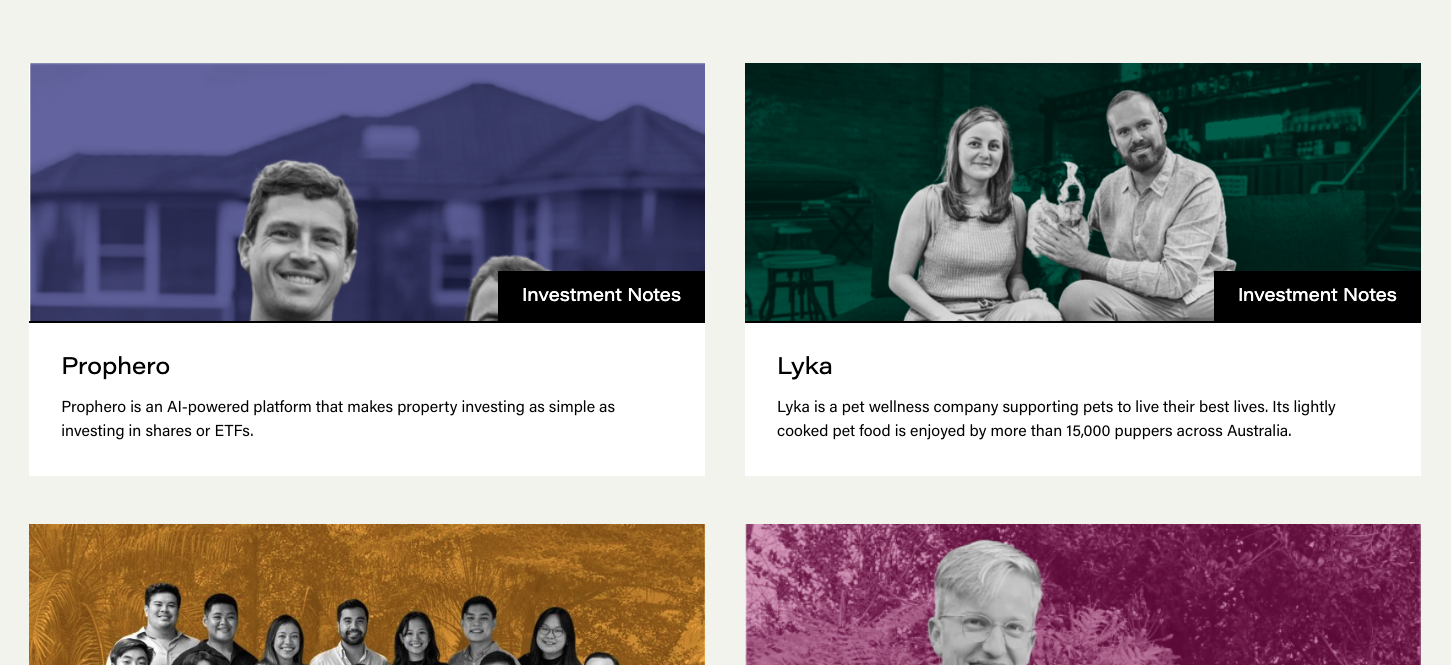 Investment Notes
Prophero
Prophero is an AI-powered platform that makes property investing as simple as
investing in shares or ETFs.
Investment Notes
Lyka
Lyka is a pet wellness company supporting pets to live their best lives. Its lightly
cooked pet food is enjoyed by more than 15,000 puppers across Australia.